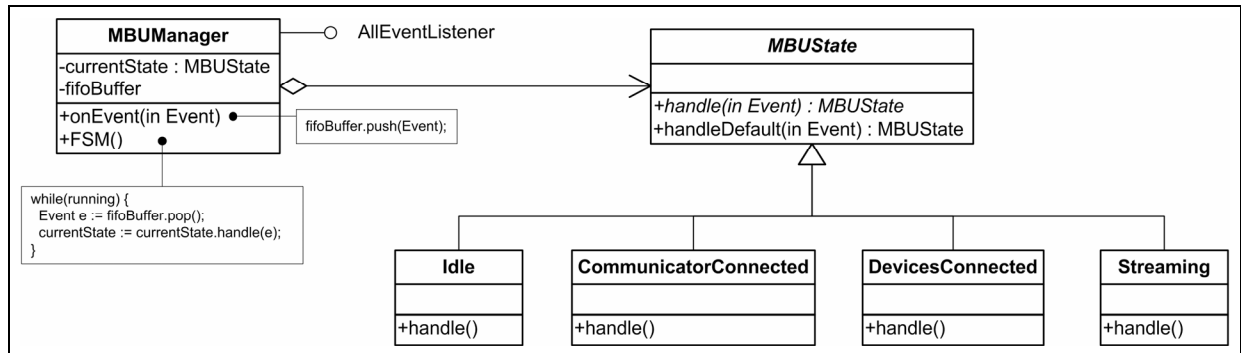 MBUManager
AllEventListener
-currentState : MBUState
-fifoBuffer
+onEvent(in Event)
+FSM()
fifoBuffer.push(Event);
while(running) {
Event e := fifoBuffer.pop();
currentState := currentState.handle(e);
}
MBUState
+handle(in Event) : MBUState
+handleDefault(in Event) : MBUState
Idle
+handle()
CommunicatorConnected
+handle()
DevicesConnected
+handle()
Streaming
+handle()